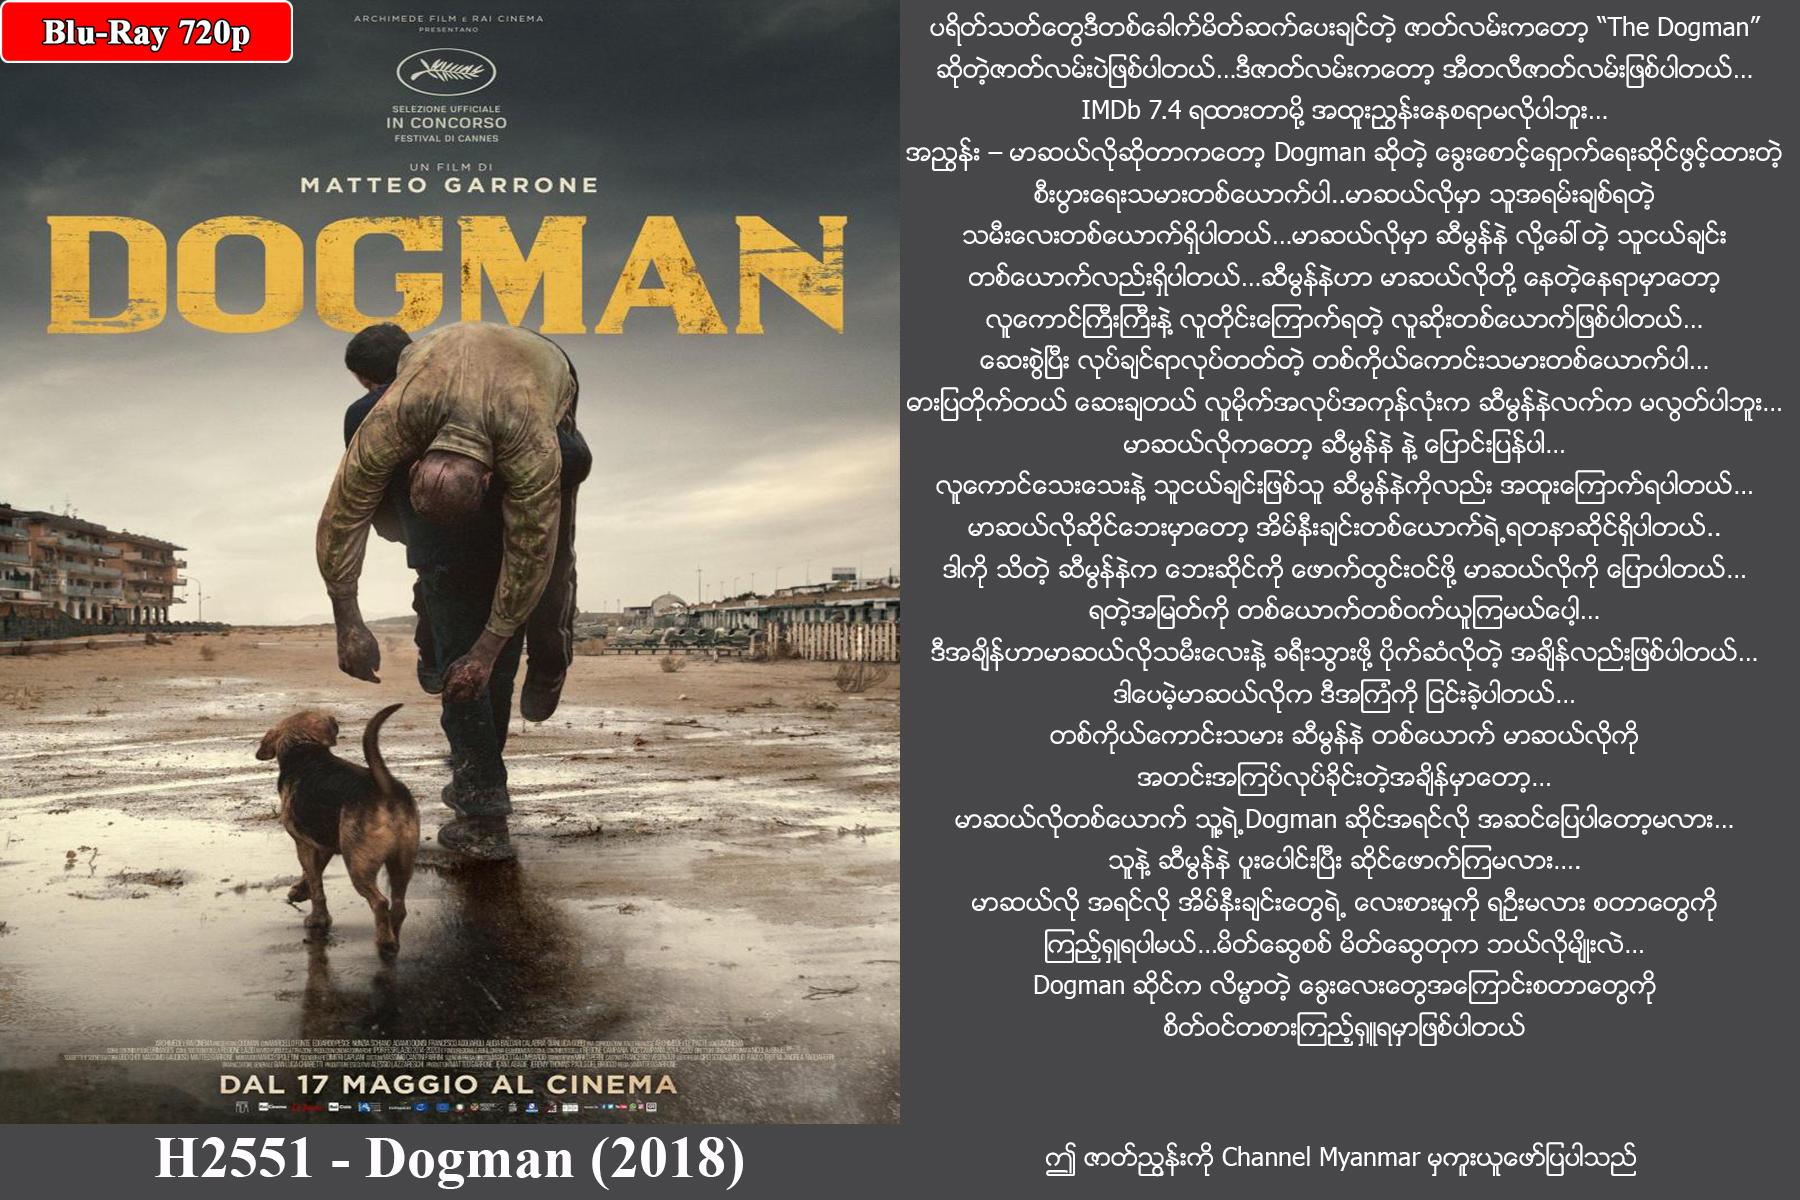 Blu-Ray 720p
ARCHIMEDE FILM E RAI CINEMA
PRESENTANO
SELEZIONE UFFICIALE
IN CONCORSO
FESTIVAL DI CANNES
UN FILM DI
MATTEO GARRONE
DOGMAN
DAL 17 MAGGIO AL CINEMA
H2551 - Dogman (2018)
ပရိတ်သတ်တွေဒီတစ်ခေါက်မိတ်ဆက်ပေးချင်တဲ့ ဇာတ်လမ်းကတော့ “The Dogman”
ဆိုတဲ့ဇာတ်လမ်းပဲဖြစ်ပါတယ်…ဒီဇာတ်လမ်းကတော့ အီတလီဇာတ်လမ်းဖြစ်ပါတယ်…
IMDb 7.4 ရထားတာမို့ အထူးညွှန်းနေစရာမလိုပါဘူး…
အညွှန်း – မာဆယ်လိုဆိုတာကတော့ Dogman ဆိုတဲ့ ခွေးစောင့်ရှောက်ရေးဆိုင်ဖွင့်ထားတဲ့
စီးပွားရေးသမားတစ်ယောက်ပါ..မာဆယ်လိုမှာ သူအရမ်းချစ်ရတဲ့
သမီးလေးတစ်ယောက်ရှိပါတယ်…မာဆယ်လိုမှာ ဆီမွန်နဲ လို့ခေါ်တဲ့ သူငယ်ချင်း
တစ်ယောက်လည်းရှိပါတယ်…ဆီမွန်နဲဟာ မာဆယ်လိုတို့ နေတဲ့နေရာမှာတော့
လူကောင်ကြီးကြီးနဲ့ လူတိုင်းကြောက်ရတဲ့ လူဆိုးတစ်ယောက်ဖြစ်ပါတယ်…
ဆေးစွဲပြီး လုပ်ချင်ရာလုပ်တတ်တဲ့ တစ်ကိုယ်ကောင်းသမားတစ်ယောက်ပါ…
ဓားပြတိုက်တယ် ဆေးချတယ် လူမိုက်အလုပ်အကုန်လုံးက ဆီမွန်နဲလက်က မလွတ်ပါဘူး…
မာဆယ်လိုကတော့ ဆီမွန်နဲ နဲ့ ပြောင်းပြန်ပါ…
လူကောင်သေးသေးနဲ့ သူငယ်ချင်းဖြစ်သူ ဆီမွန်နဲကိုလည်း အထူးကြောက်ရပါတယ်…
မာဆယ်လိုဆိုင်ဘေးမှာတော့ အိမ်နီးချင်းတစ်ယောက်ရဲ့ရတနာဆိုင်ရှိပါတယ်..
ဒါကို သိတဲ့ ဆီမွန်နဲက ဘေးဆိုင်ကို ဖောက်ထွင်းဝင်ဖို့ မာဆယ်လိုကို ပြောပါတယ်…
ရတဲ့အမြတ်ကို တစ်ယောက်တစ်ဝက်ယူကြမယ်ပေ့ါ…
ဒီအချိန်ဟာမာဆယ်လိုသမီးလေးနဲ့ ခရီးသွားဖို့ ပိုက်ဆံလိုတဲ့ အချိန်လည်းဖြစ်ပါတယ်…
ဒါပေမဲ့မာဆယ်လိုက ဒီအကြံကို ငြင်းခဲ့ပါတယ်…
တစ်ကိုယ်ကောင်းသမား ဆီမွန်နဲ တစ်ယောက် မာဆယ်လိုကို
အတင်းအကြပ်လုပ်ခိုင်းတဲ့အချိန်မှာတော့…
မာဆယ်လိုတစ်ယောက် သူ့ရဲ့Dogman ဆိုင်အရင်လို အဆင်ပြေပါတော့မလား…
သူနဲ့ ဆီမွန်နဲ ပူးပေါင်းပြီး ဆိုင်ဖောက်ကြမလား….
မာဆယ်လို အရင်လို အိမ်နီးချင်းတွေရဲ့ လေးစားမှုကို ရဦးမလား စတာတွေကို
ကြည့်ရှုရပါမယ်…မိတ်ဆွေစစ် မိတ်ဆွေတုက ဘယ်လိုမျိုးလဲ…
Dogman ဆိုင်က လိမ္မာတဲ့ ခွေးလေးတွေအကြောင်းစတာတွေကို
စိတ်ဝင်တစားကြည့်ရှူရမှာဖြစ်ပါတယ်
ဤ ဇာတ်ညွှန်းကို Channel Myanmar မှကူးယူဖော်ပြပါသည်